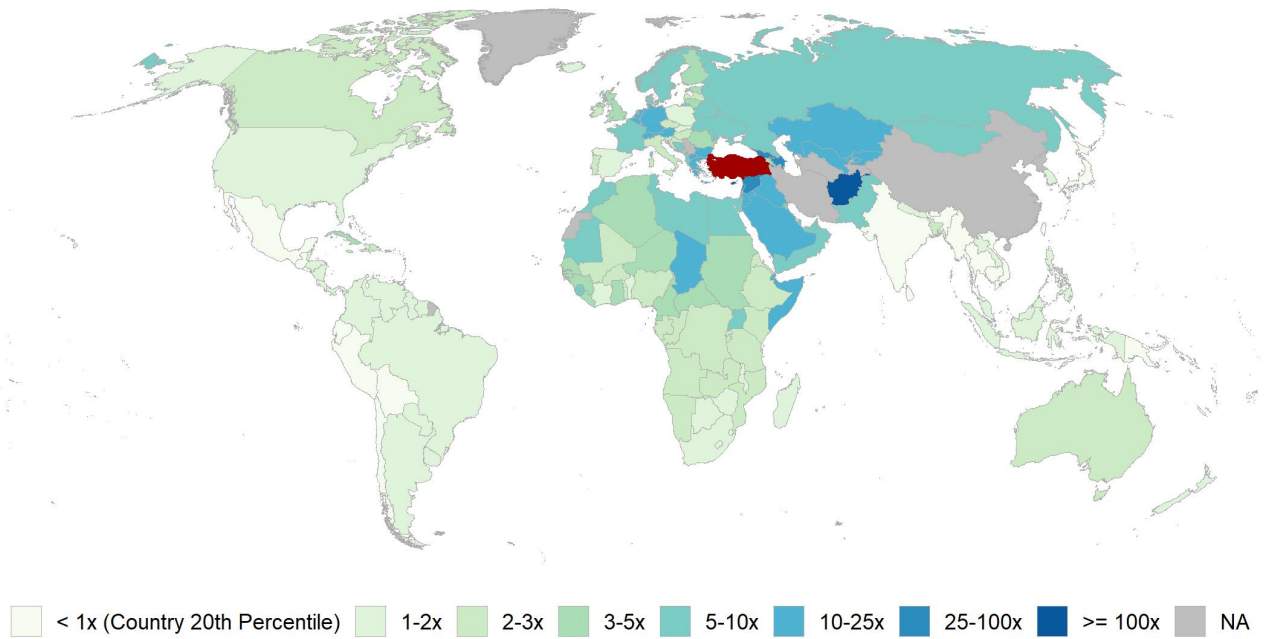 < 1x (Country 20th Percentile) 1-2x 2-3x 3-5x 5-10x 10-25x 25-100x >= 100x NA